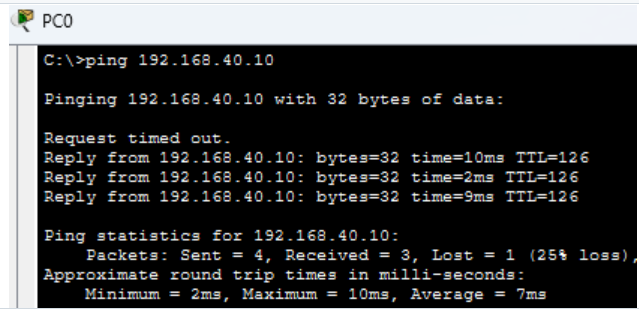 PC0
C:\>ping 192.168.40.10
Pinging 192.168.40.10 with 32 bytes of data:
Request timed out.
Reply from 192.168.40.10: bytes=32 time=10ms TTL=126
Reply from 192.168.40.10: bytes=32 time=2ms TTL=126
Reply from 192.168.40.10: bytes=32 time=9ms TTL=126
Ping statistics for 192.168.40.10:
Packets: Sent = 4, Received = 3, Lost = 1 (25% loss),
Approximate round trip times in milli-seconds:
Minimum = 2ms, Maximum = 10ms, Average = 7ms